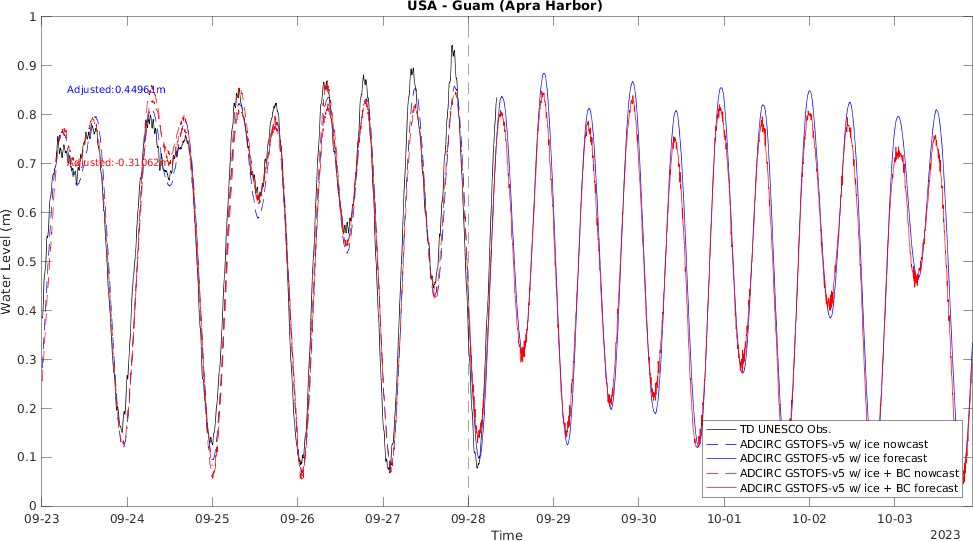 USA - Guam (Apra Harbor)
1
0.9
0.8
0.7
0.6
0.5
0.4
0.3
0.2
0.1
0
Water Level (m)
Adjusted:0.44961m
Adjusted:-0.31062m
TD UNESCO Obs.
ADCIRC GSTOFS-v5 w/ ice nowcast
ADCIRC GSTOFS-v5 w/ ice forecast
ADCIRC GSTOFS-v5 w/ ice + BC nowcast
ADCIRC GSTOFS-v5 w/ ice + BC forecast
09-23 09-24 09-25 09-26 09-27 09-28 09-29 09-30 10-01 10-02 10-03
Time
2023